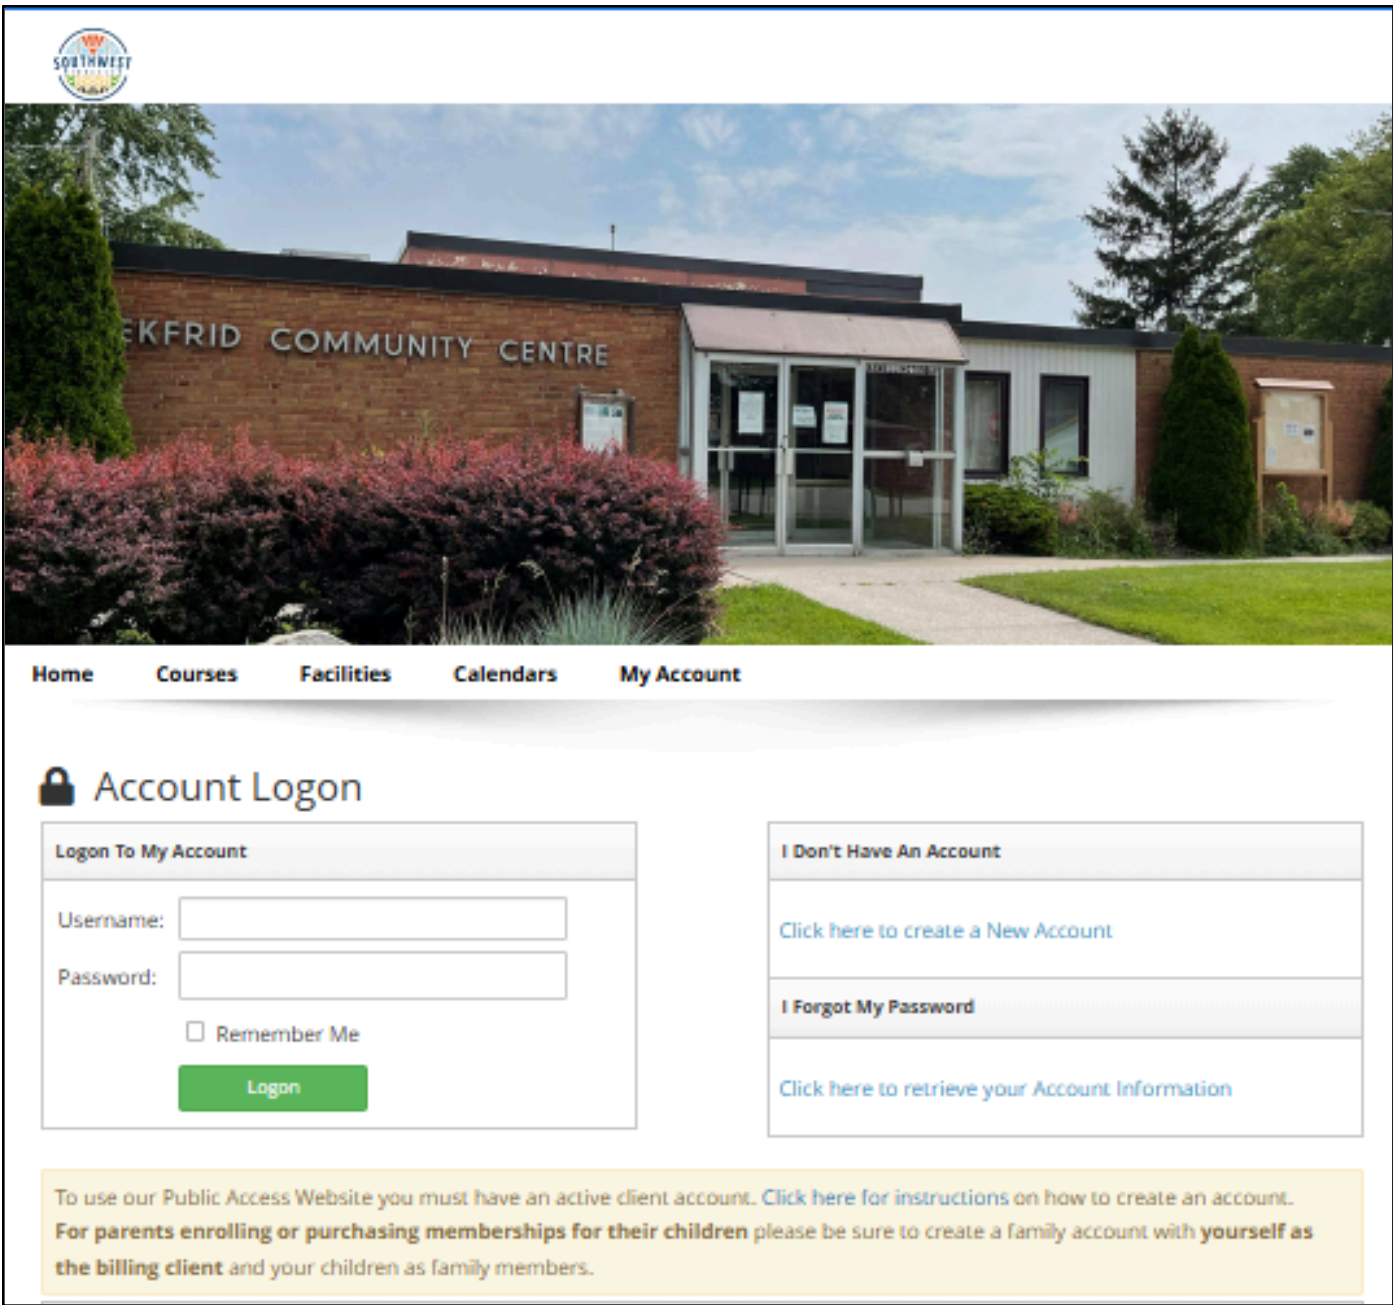 SOUTHWEST
EKFRID COMMUNITY CENTRE
Home Courses Facilities Calendars My Account
Account Logon
Logon To My Account
Username:
Password:
Remember Me
Logon
I Don't Have An Account
Click here to create a New Account
I Forgot My Password
Click here to retrieve your Account Information
To use our Public Access Website you must have an active client account. Click here for instructions on how to create an account.
For parents enrolling or purchasing memberships for their children please be sure to create a family account with yourself as
the billing client and your children as family members.